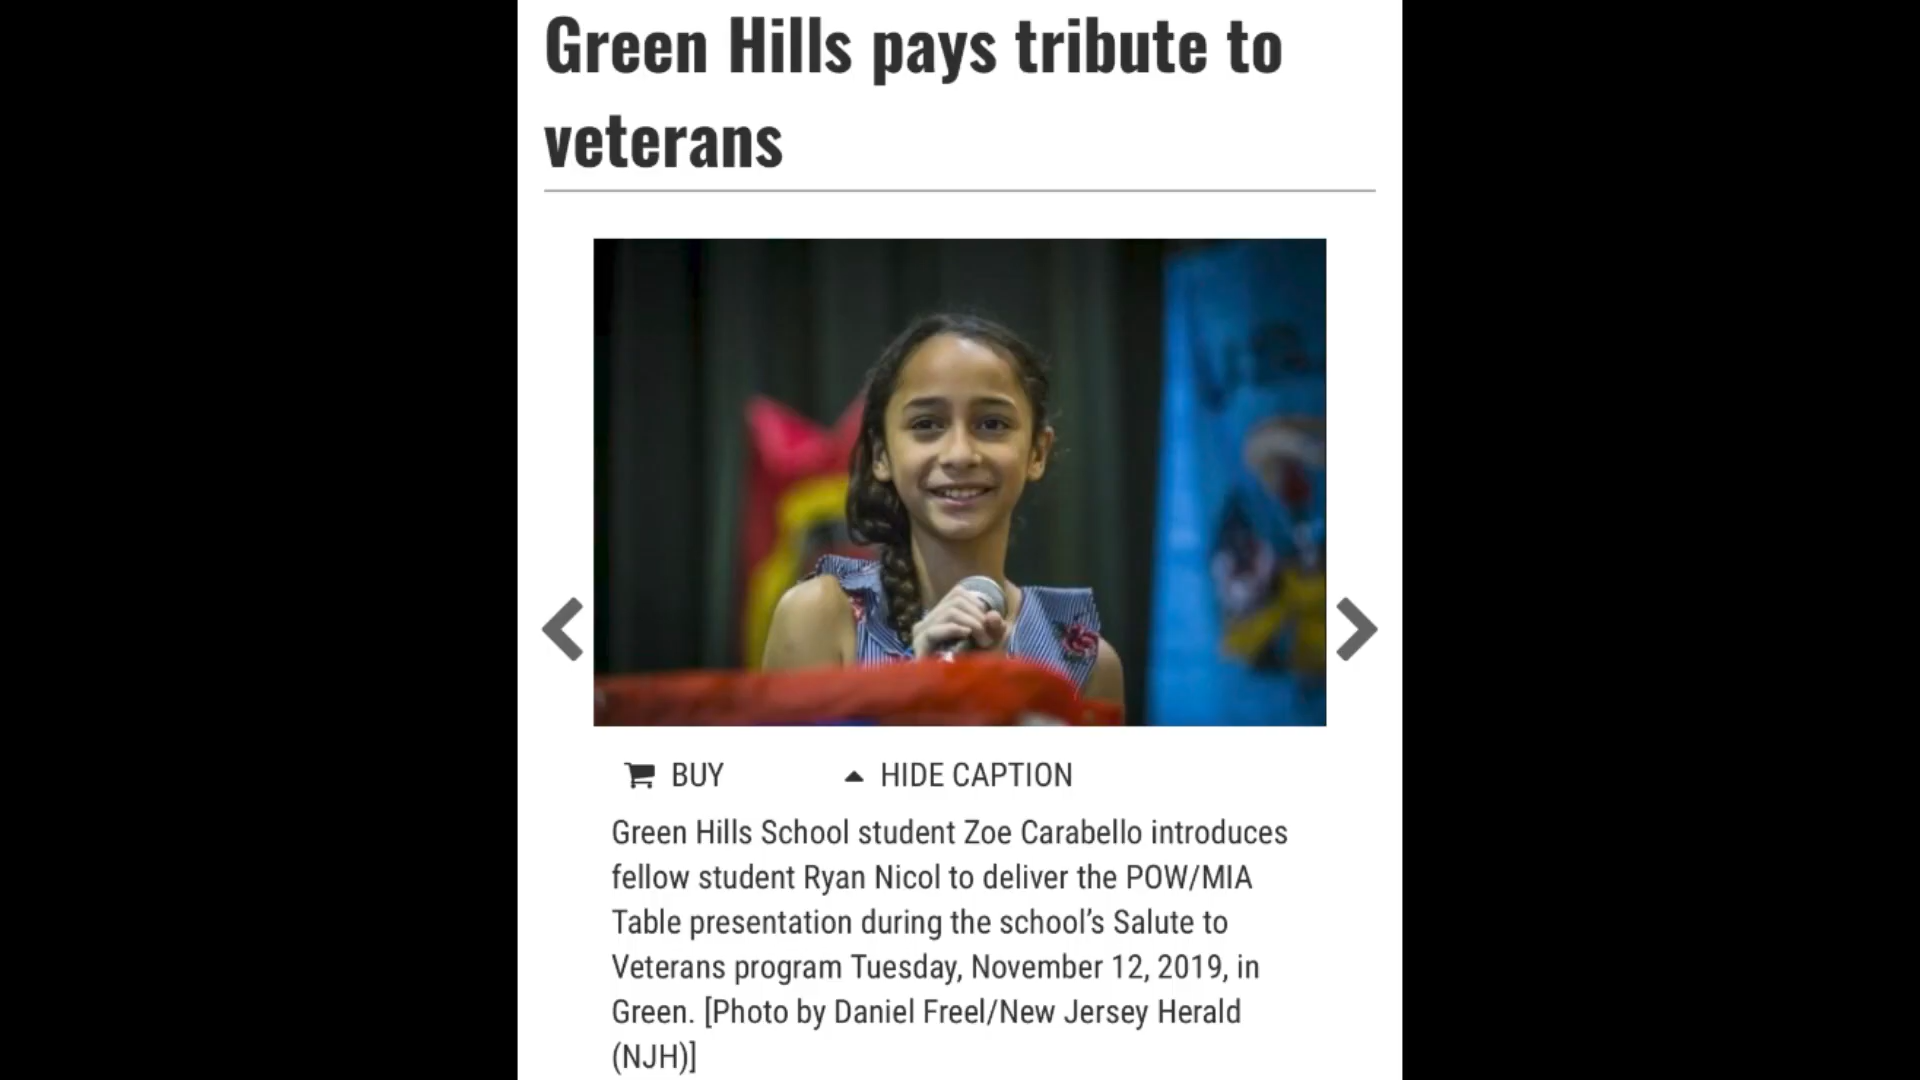 Green Hills pays tribute to
veterans
BUY
HIDE CAPTION
Green Hills School student Zoe Carabello introduces
fellow student Ryan Nicol to deliver the POW/MIA
Table presentation during the school’s Salute to
Veterans program Tuesday, November 12, 2019, in
Green. [Photo by Daniel Freel/New Jersey Herald
(NJH)]